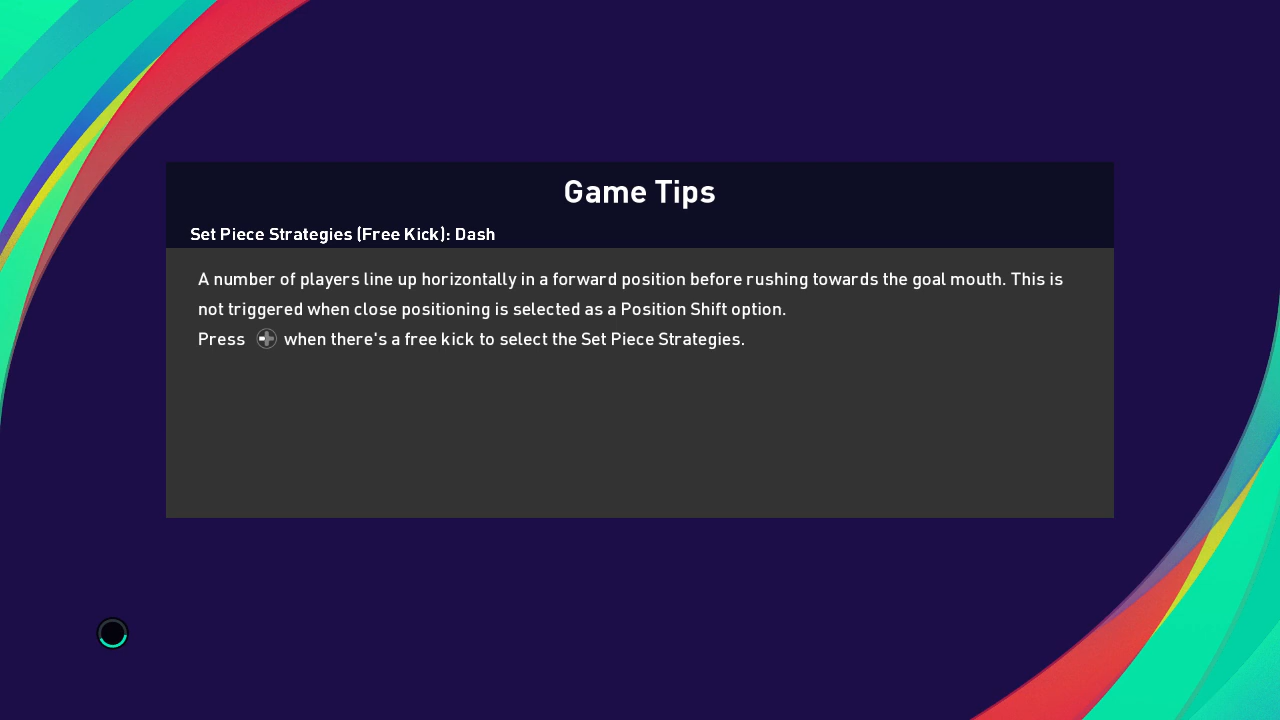 Game Tips
Set Piece Strategies (Free Kick): Dash
A number of players line up horizontally in a forward position before rushing towards the goal mouth. This is
not triggered when close positioning is selected as a Position Shift option.
Press when there's a free kick to select the Set Piece Strategies.